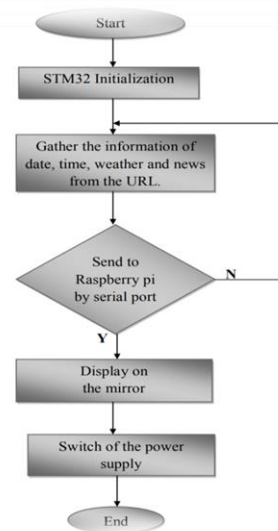 Start
STM32 Initialization
Gather the information of
date, time, weather and news
from the URL.
Send to
Raspberry pi
by serial port
N
Y
Display on
the mirror
Switch of the power
supply
End